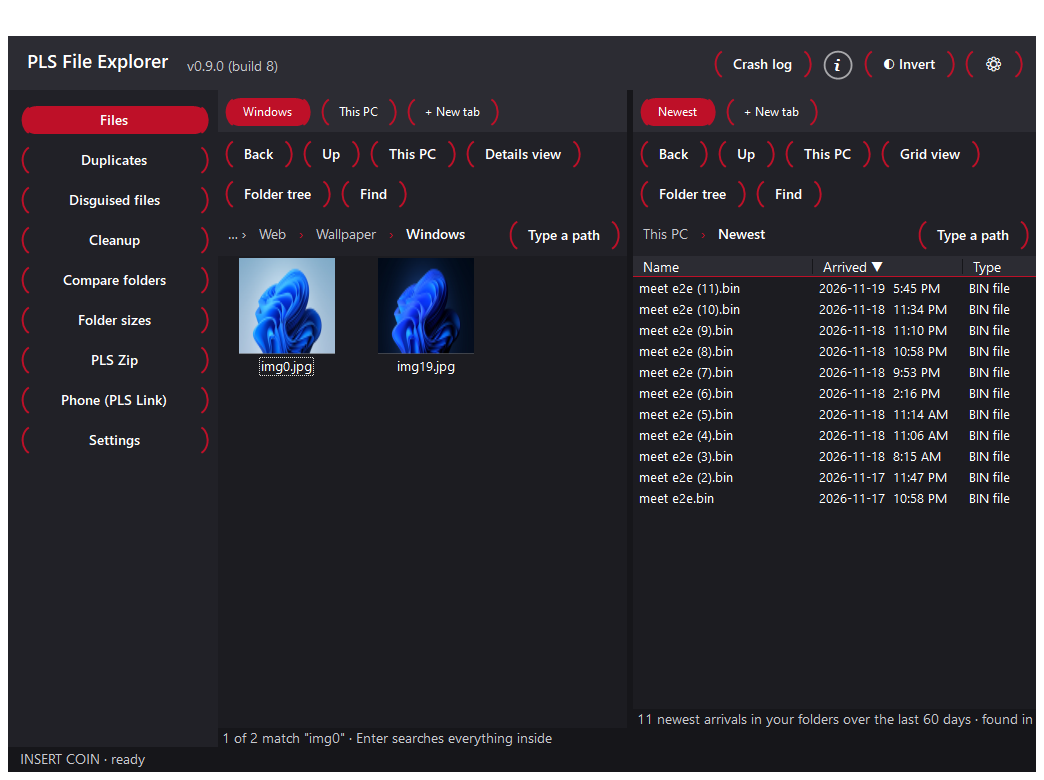 PLS File Explorer v0.9.0 (build 8) Crash log i Invert
Files
Duplicates
Disguised files
Cleanup
Compare folders
Folder sizes
PLS Zip
Phone (PLS Link)
Settings
Windows This PC + New tab
Back Up This PC Details view
Folder tree Find
... › Web › Wallpaper › Windows Type a path
img0.jpg img19.jpg
1 of 2 match "img0" · Enter searches everything inside
Newest + New tab
Back Up This PC Grid view
Folder tree Find
This PC › Newest Type a path
Name Arrived ▼ Type
meet e2e (11).bin 2026-11-19 5:45 PM BIN file
meet e2e (10).bin 2026-11-18 11:34 PM BIN file
meet e2e (9).bin 2026-11-18 11:10 PM BIN file
meet e2e (8).bin 2026-11-18 10:58 PM BIN file
meet e2e (7).bin 2026-11-18 9:53 PM BIN file
meet e2e (6).bin 2026-11-18 2:16 PM BIN file
meet e2e (5).bin 2026-11-18 11:14 AM BIN file
meet e2e (4).bin 2026-11-18 11:06 AM BIN file
meet e2e (3).bin 2026-11-18 8:15 AM BIN file
meet e2e (2).bin 2026-11-17 11:47 PM BIN file
meet e2e.bin 2026-11-17 10:58 PM BIN file
11 newest arrivals in your folders over the last 60 days · found in
INSERT COIN · ready